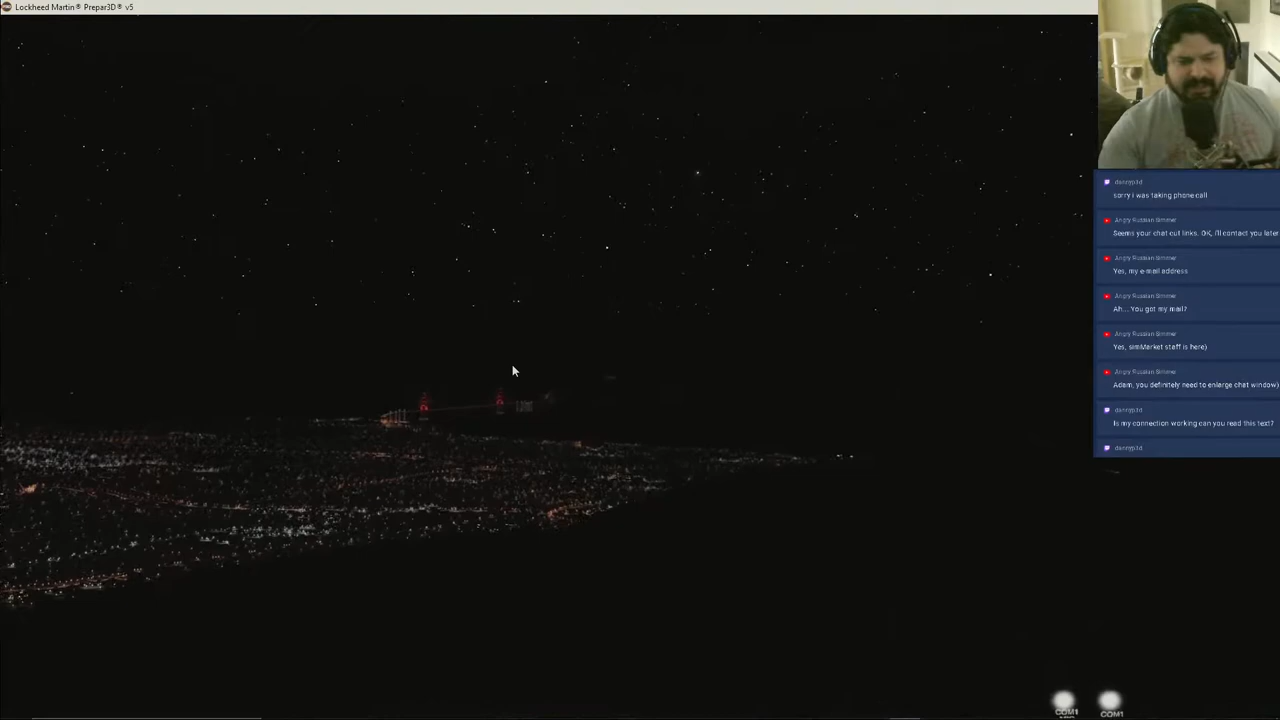 Lockheed Martin® Prepar3D® v5
dannyp3d
sorry i was taking phone call
Angry Russian Simmer
Seems your chat cut links. OK, I'll contact you later
Angry Russian Simmer
Yes, my e-mail address
Angry Russian Simmer
Ah... You got my mail?
Angry Russian Simmer
Yes, simMarket staff is here)
Angry Russian Simmer
Adam, you definitely need to enlarge chat window)
dannyp3d
Is my connection working can you read this text?
dannyp3d
COM1
COM1